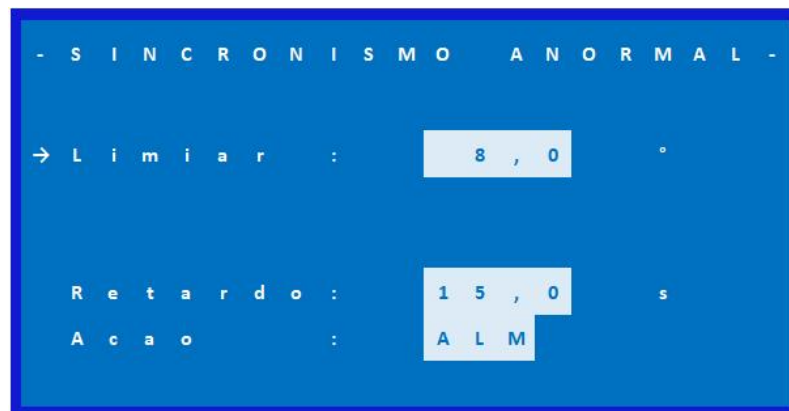 -SINCRONISMO ANORMAL-
→Limiar : 8,0 °
Retardo: 15,0 s
Acao : ALM